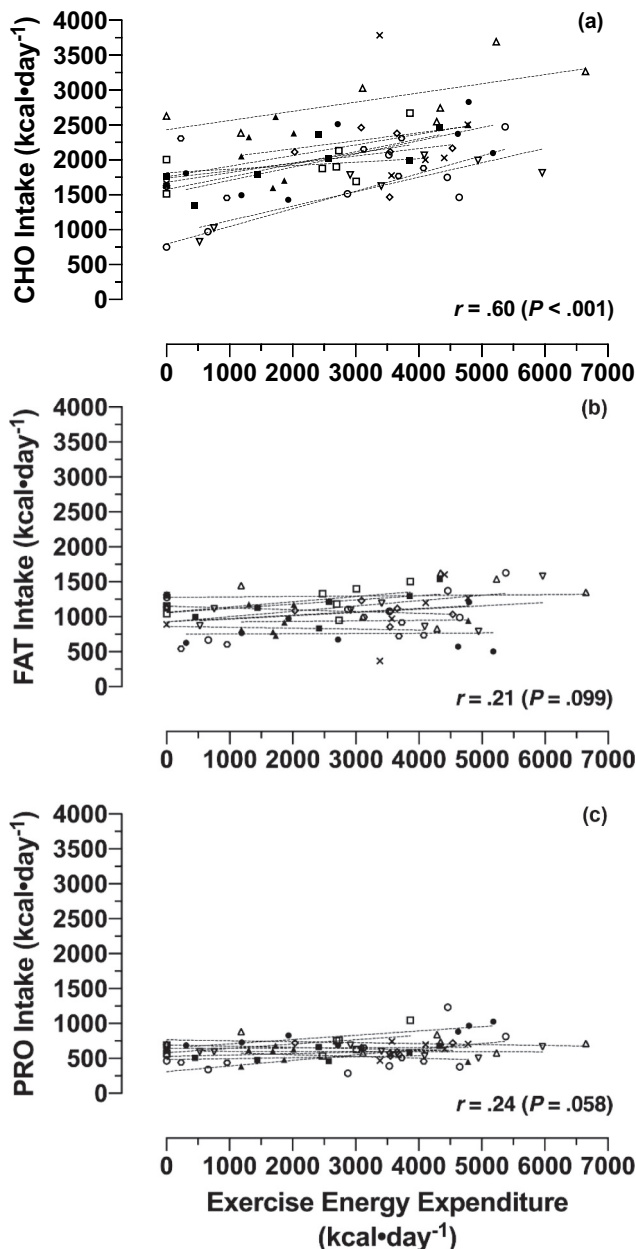 (a)
CHO Intake (kcal•day-1)
4000
3500
3000
2500
2000
1500
1000
500
0
r = .60 (P < .001)
0 1000 2000 3000 4000 5000 6000 7000
(b)
FAT Intake (kcal•day-1)
4000
3500
3000
2500
2000
1500
1000
500
0
r = .21 (P = .099)
0 1000 2000 3000 4000 5000 6000 7000
(c)
PRO Intake (kcal•day-1)
4000
3500
3000
2500
2000
1500
1000
500
0
r = .24 (P = .058)
0 1000 2000 3000 4000 5000 6000 7000
Exercise Energy Expenditure
(kcal•day-1)